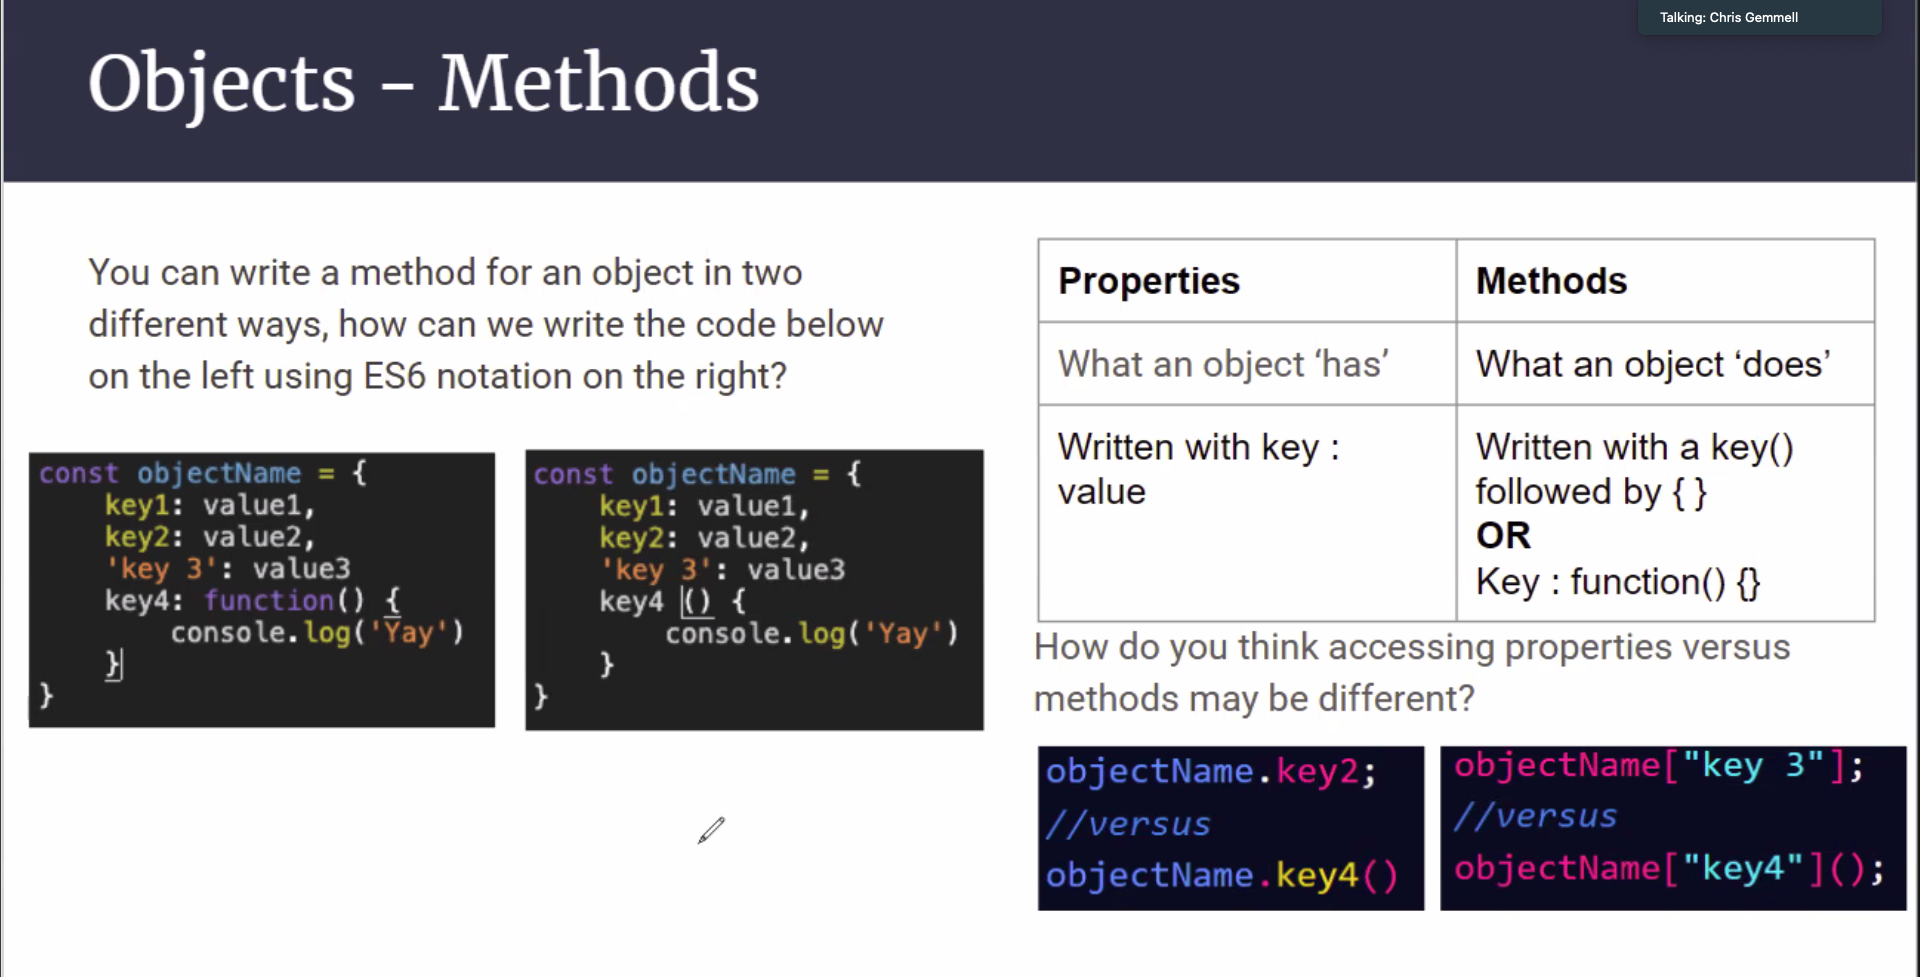 Talking: Chris Gemmell
Objects - Methods
You can write a method for an object in two
different ways, how can we write the code below
on the left using ES6 notation on the right?
const objectName = {
    key1: value1,
    key2: value2,
    'key 3': value3
    key4: function() {
        console.log('Yay')
    }
}
const objectName = {
    key1: value1,
    key2: value2,
    'key 3': value3
    key4 () {
        console.log('Yay')
    }
}
Properties
Methods
What an object ‘has’
What an object ‘does’
Written with key :
value
Written with a key()
followed by { }
OR
Key : function() {}
How do you think accessing properties versus
methods may be different?
objectName.key2;
//versus
objectName.key4()
objectName["key 3"];
//versus
objectName["key4"]();